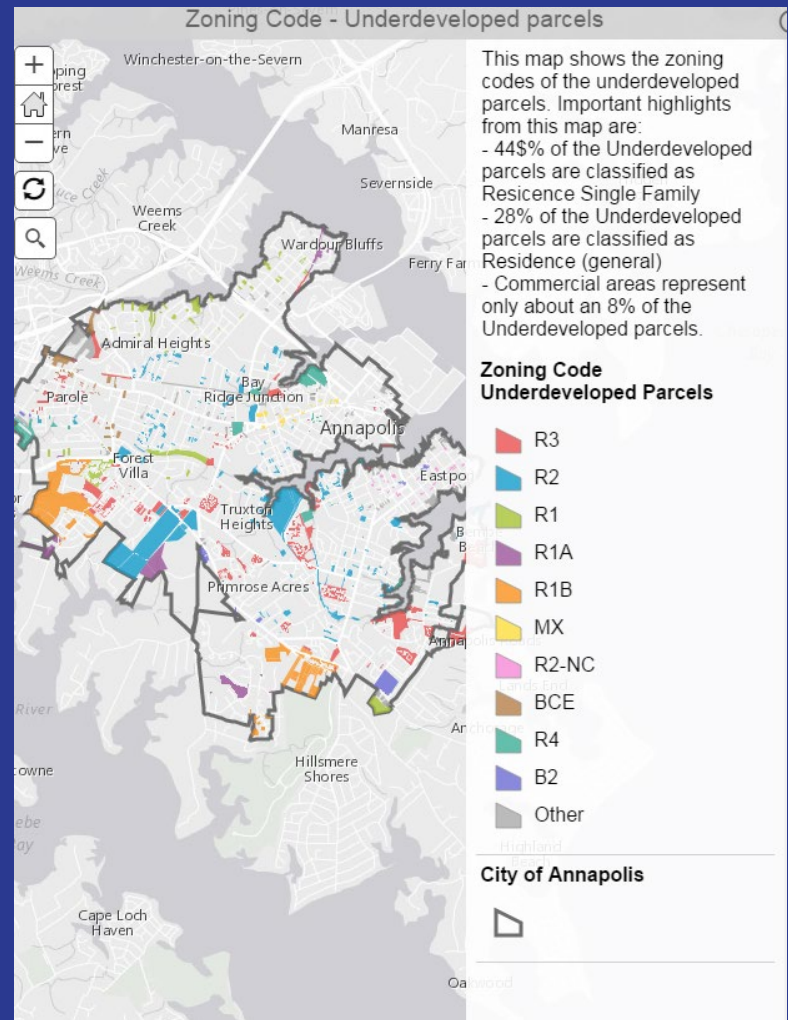 Zoning Code - Underdeveloped parcels
This map shows the zoning
codes of the underdeveloped
parcels. Important highlights
from this map are:
- 44$% of the Underdeveloped
parcels are classified as
Resicence Single Family
- 28% of the Underdeveloped
parcels are classified as
Residence (general)
- Commercial areas represent
only about an 8% of the
Underdeveloped parcels.
Zoning Code
Underdeveloped Parcels
R3
R2
R1
R1A
R1B
MX
R2-NC
BCE
R4
B2
Other
City of Annapolis
Winchester-on-the-Severn
Manresa
Severnside
Weems
Creek
Wardour Bluffs
Ferry Far
Weems Creek
Admiral Heights
Parole
Bay
Ridge Junction
Annapolis
Forest
Villa
Eastpo
Truxton
Heights
Primrose Acres
Annap
Lands End
River
Hillsmere
Shores
Highland
Beach
Cape Loch
Haven